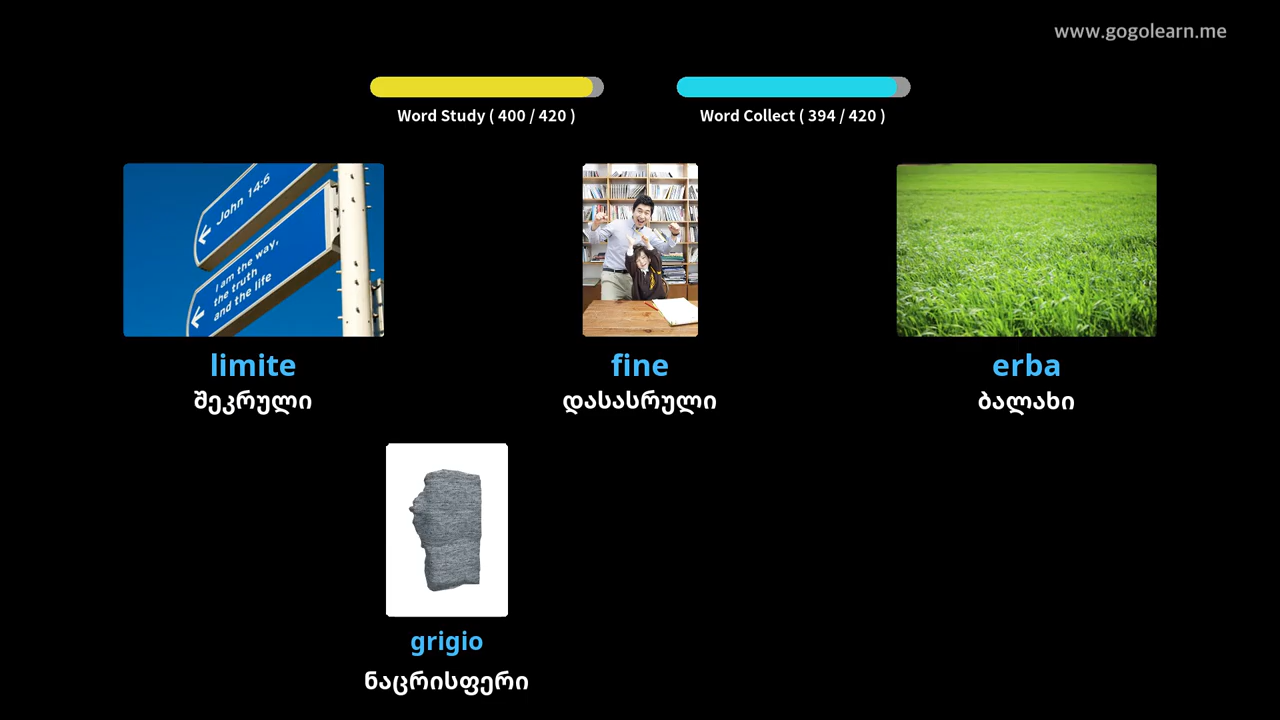 www.gogolearn.me
Word Study ( 400 / 420 )
Word Collect ( 394 / 420 )
John 14:6
I am the way,
the truth
and the life
limite
fine
erba
შეკრული
დასასრული
ბალახი
grigio
ნაცრისფერი